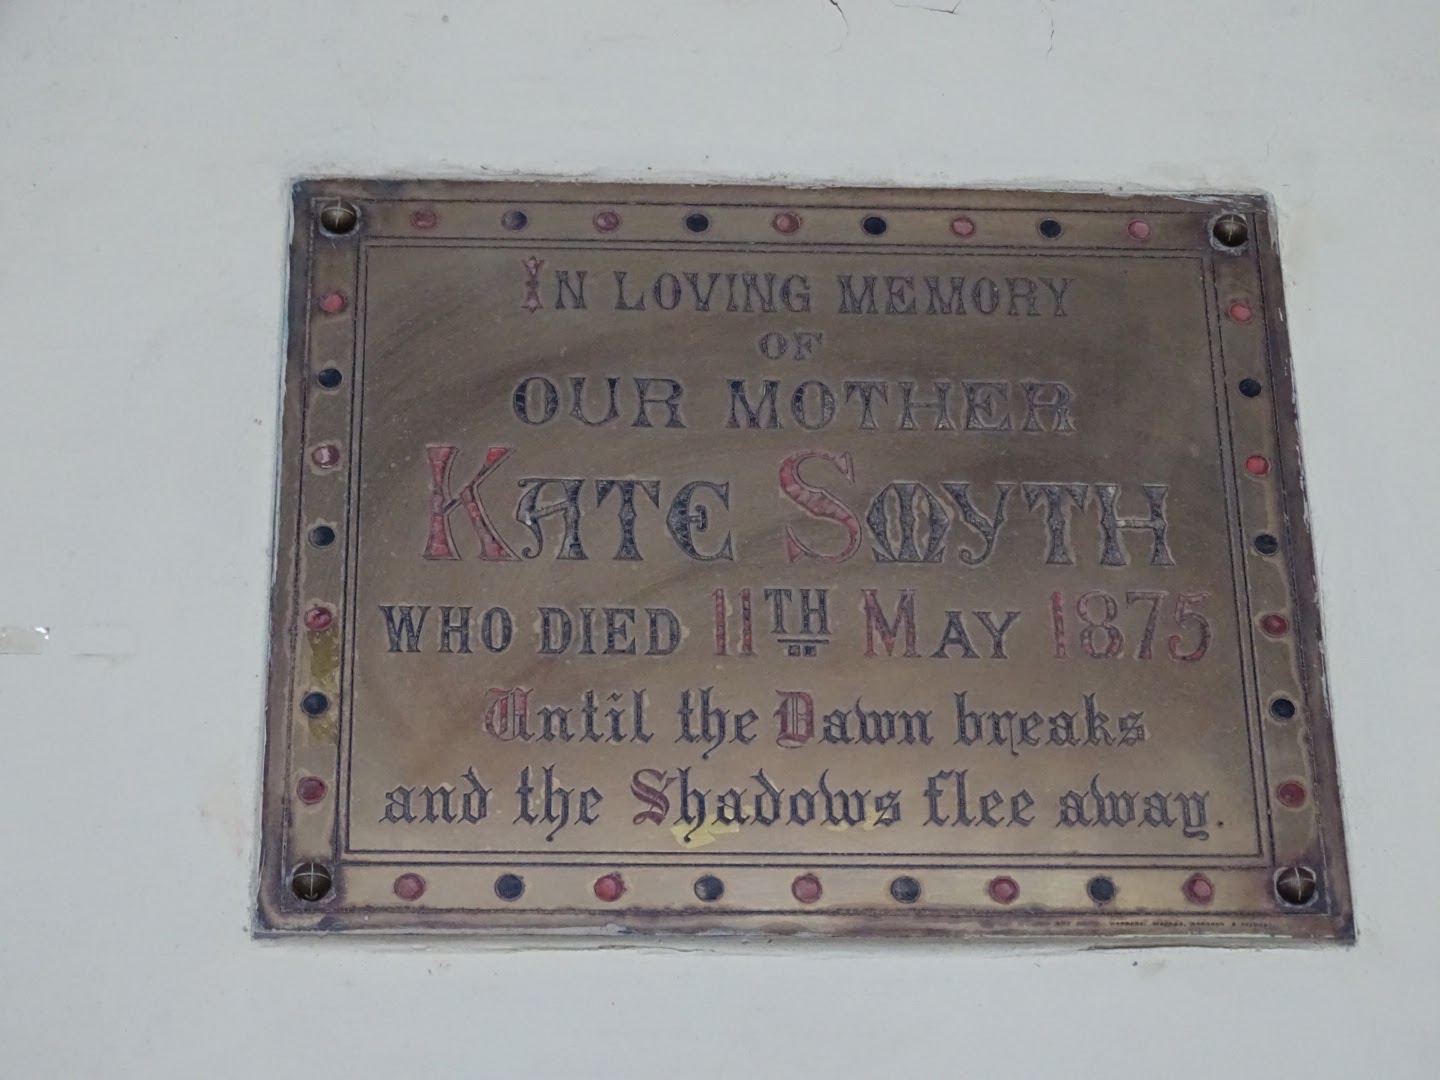 In loving memory
of
our Mother
Kate Smyth
who died 11th May 1875
Until the Dawn breaks
and the Shadows flee away.